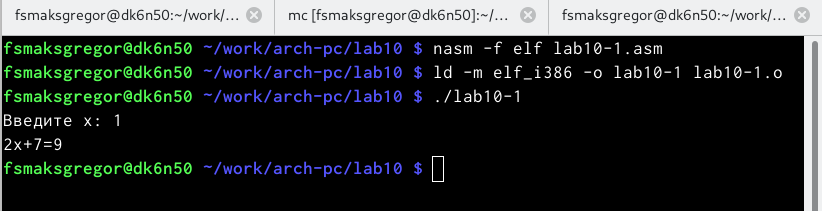 fsmaksgregor@dk6n50:~/work/... mc [fsmaksgregor@dk6n50]:~/... fsmaksgregor@dk6n50:~/work/...
fsmaksgregor@dk6n50 ~/work/arch-pc/lab10 $ nasm -f elf lab10-1.asm
fsmaksgregor@dk6n50 ~/work/arch-pc/lab10 $ ld -m elf_i386 -o lab10-1 lab10-1.o
fsmaksgregor@dk6n50 ~/work/arch-pc/lab10 $ ./lab10-1
Введите x: 1
2x+7=9
fsmaksgregor@dk6n50 ~/work/arch-pc/lab10 $